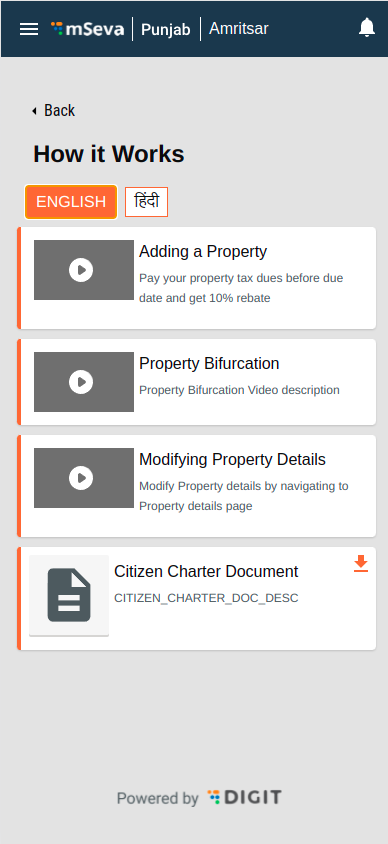 mSeva Punjab Amritsar
Back
How it Works
ENGLISH हिंदी
Adding a Property
Pay your property tax dues before due
date and get 10% rebate
Property Bifurcation
Property Bifurcation Video description
Modifying Property Details
Modify Property details by navigating to
Property details page
Citizen Charter Document
CITIZEN_CHARTER_DOC_DESC
Powered by DIGIT